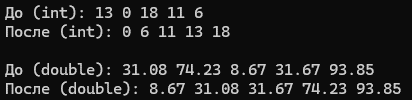 До (int): 13 0 18 11 6
После (int): 0 6 11 13 18
До (double): 31.08 74.23 8.67 31.67 93.85
После (double): 8.67 31.08 31.67 74.23 93.85